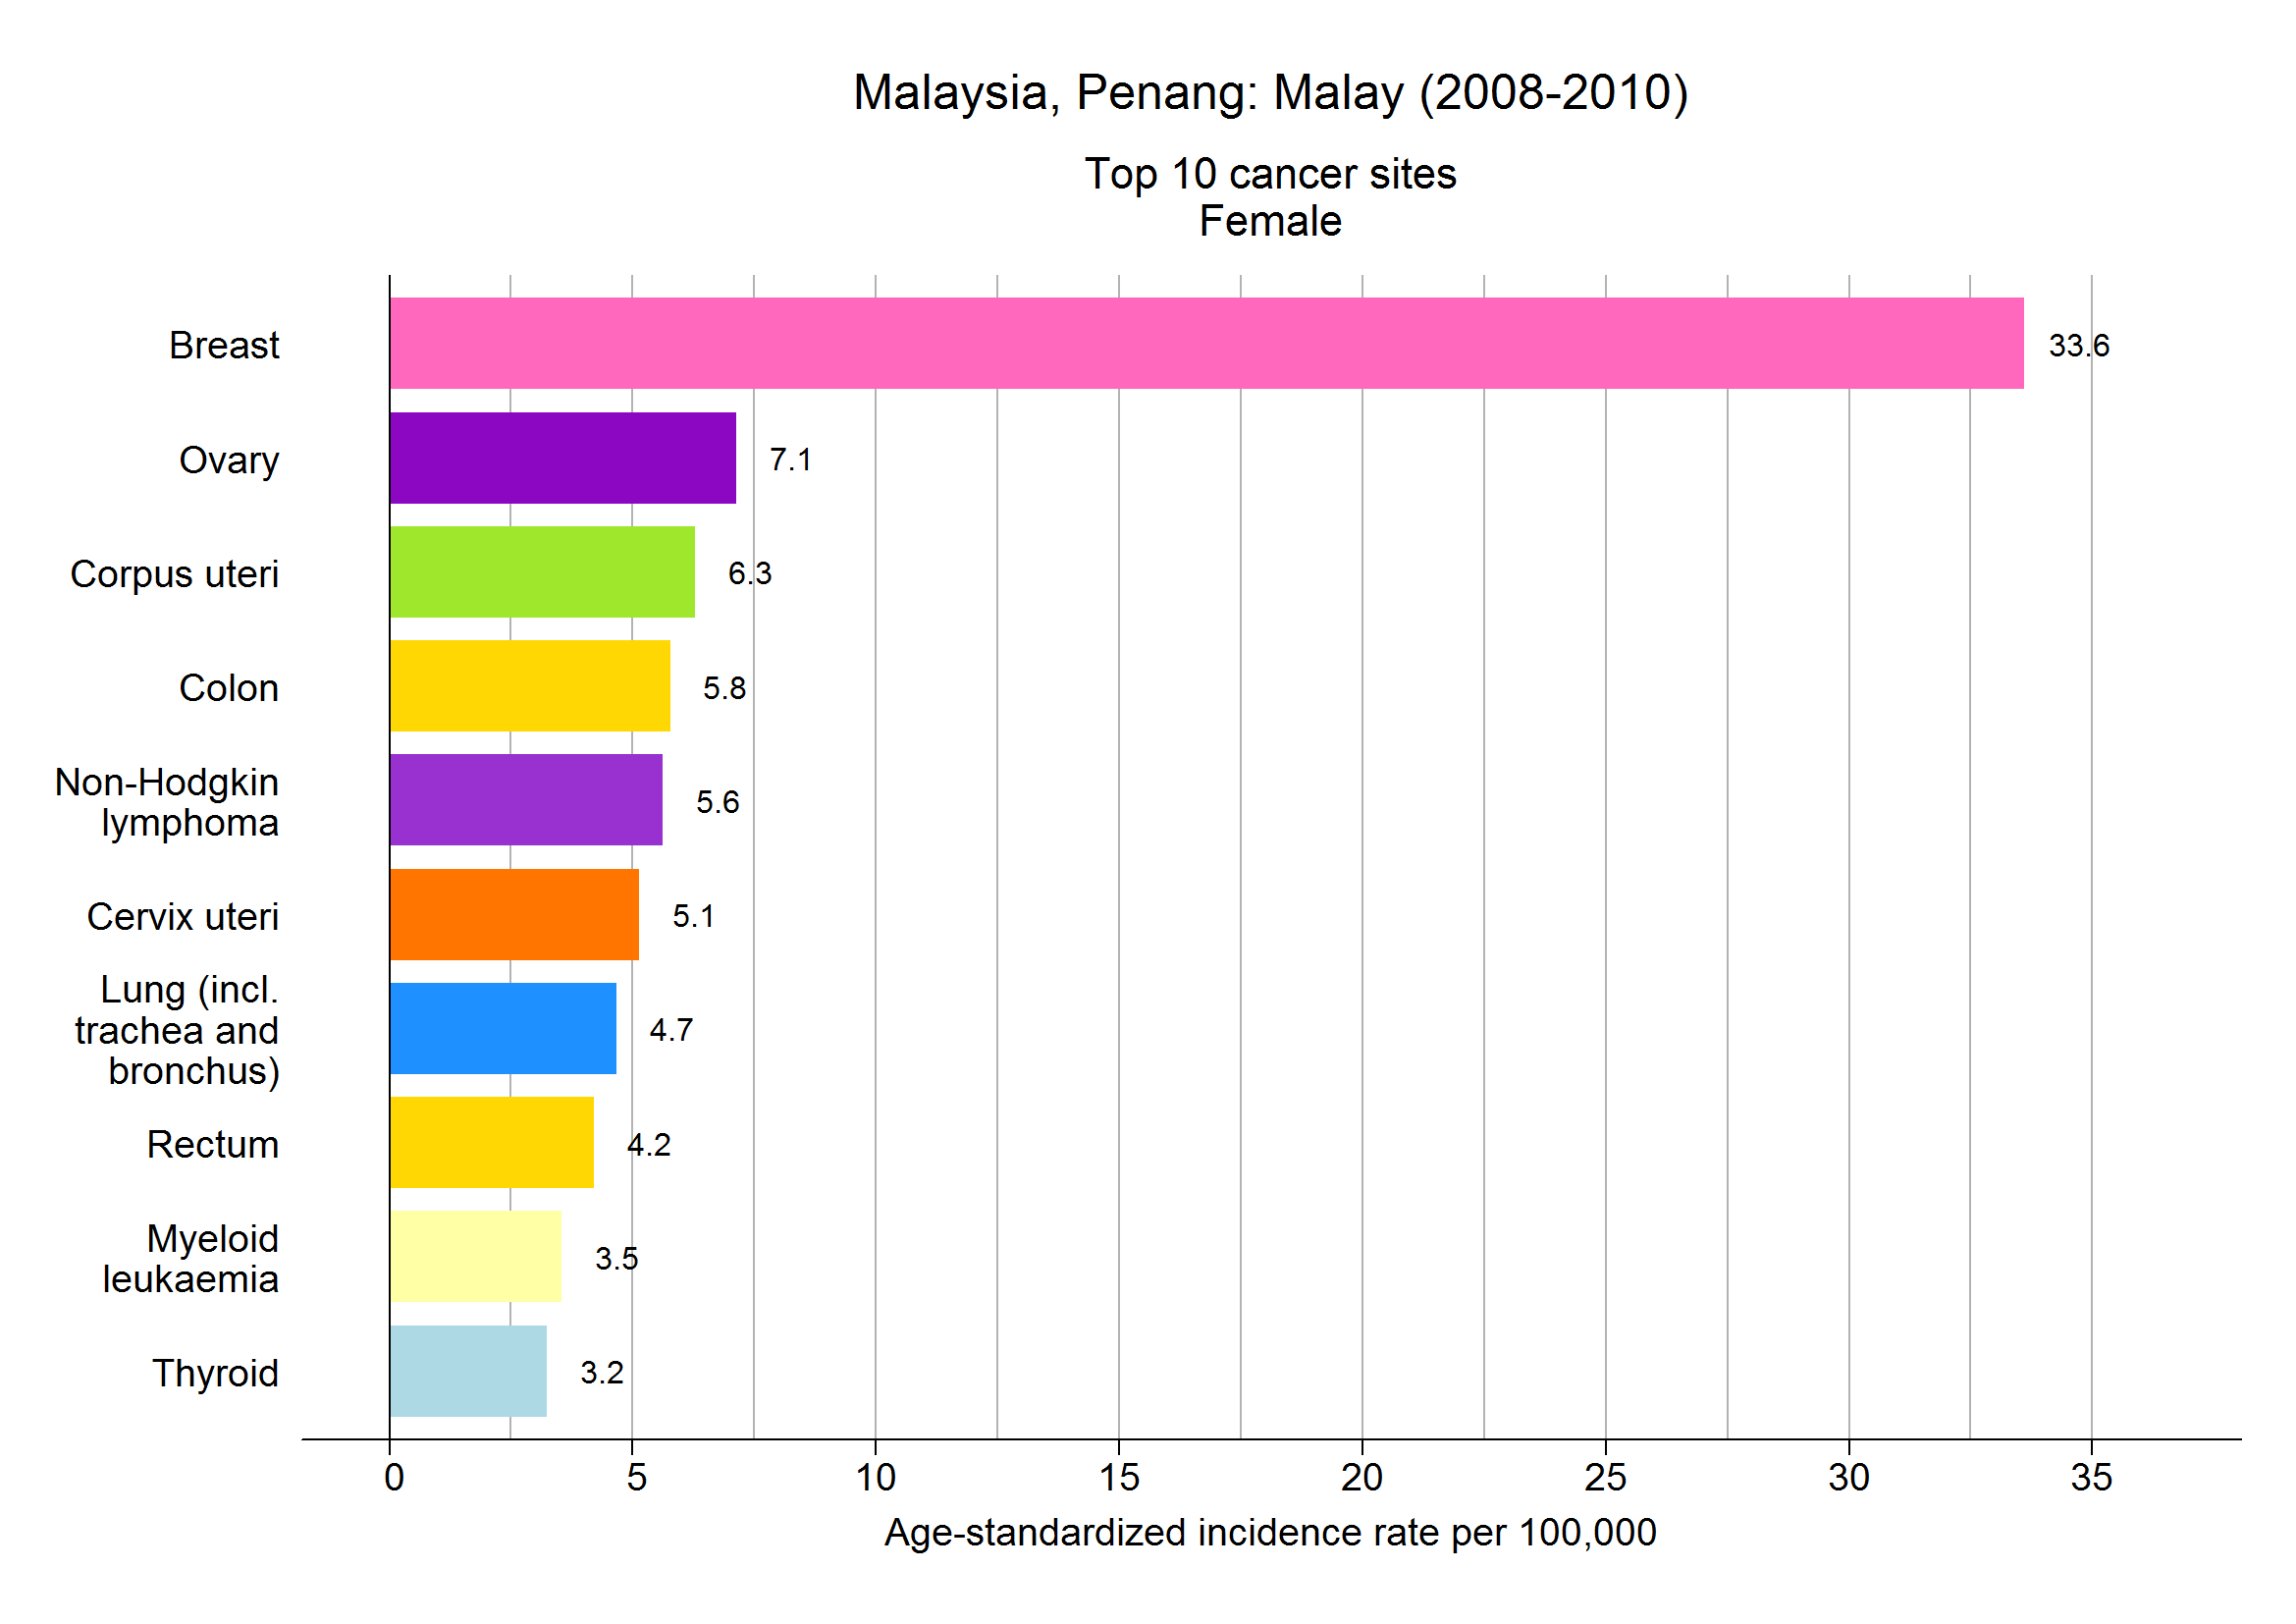 Malaysia, Penang: Malay (2008-2010)
Top 10 cancer sites
Female
Breast
33.6
Ovary
7.1
Corpus uteri
6.3
Colon
5.8
Non-Hodgkin
lymphoma
5.6
Cervix uteri
5.1
Lung (incl.
trachea and
bronchus)
4.7
Rectum
4.2
Myeloid
leukaemia
3.5
Thyroid
3.2
0 5 10 15 20 25 30 35
Age-standardized incidence rate per 100,000